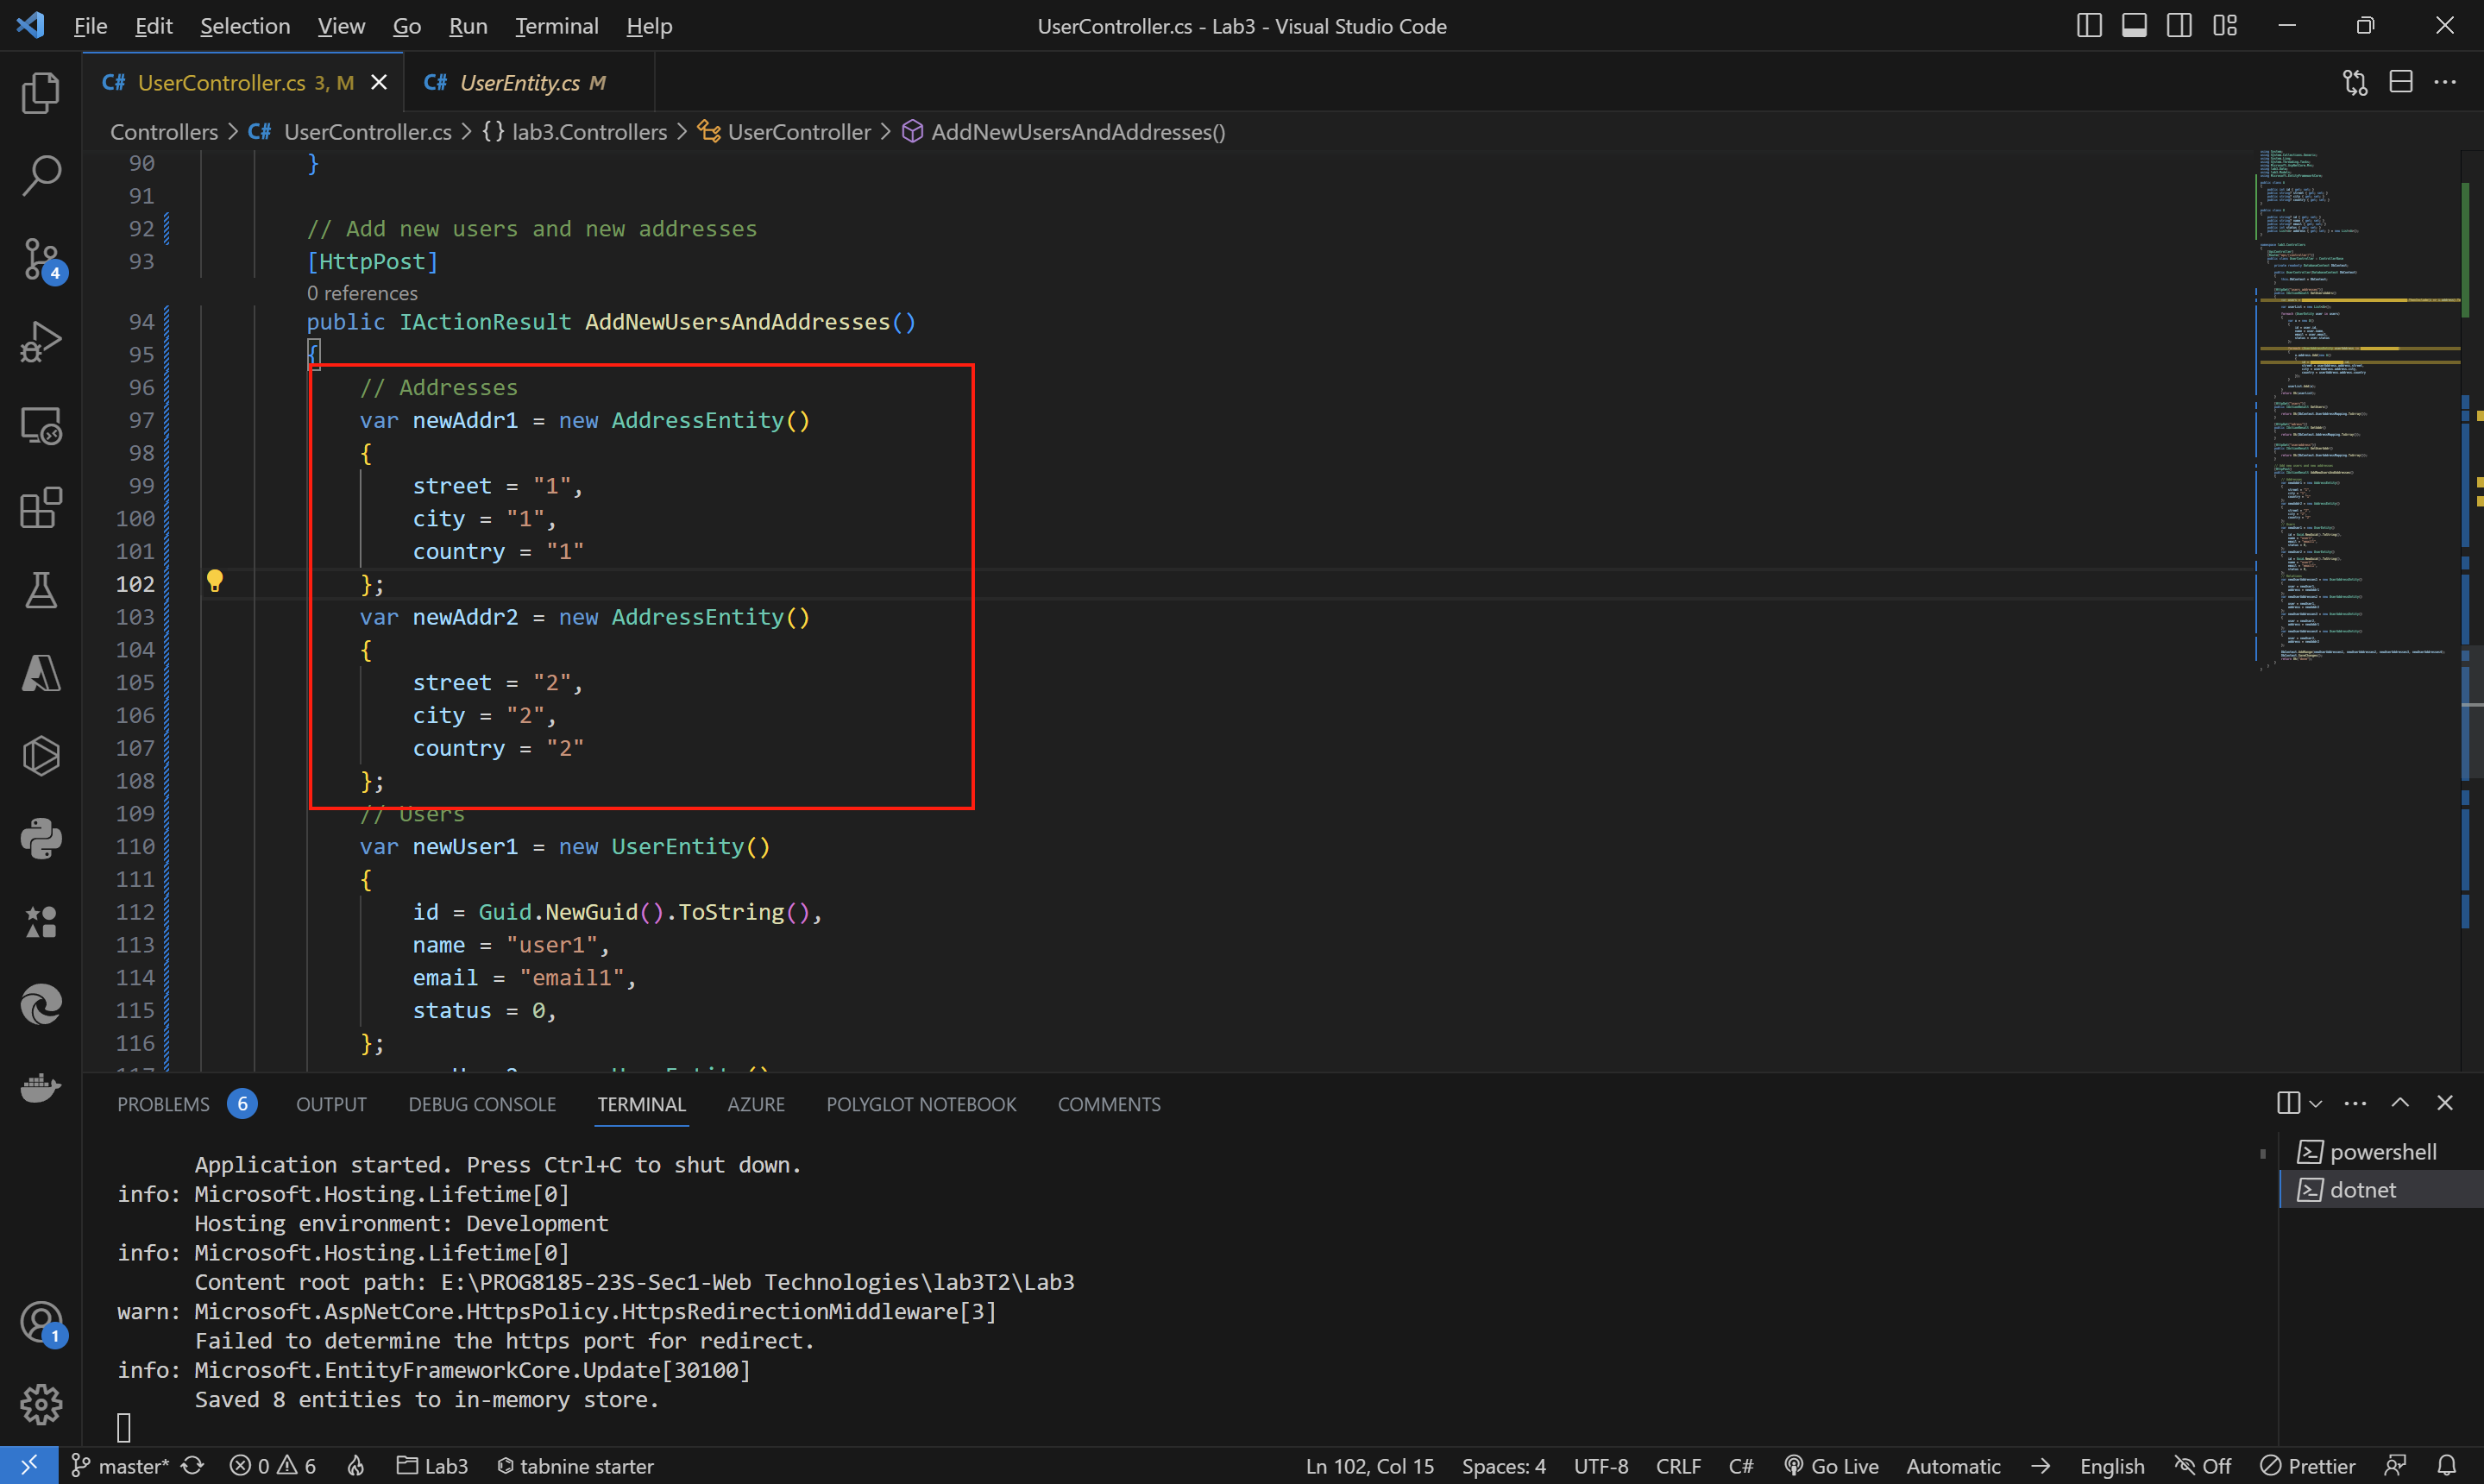 File Edit Selection View Go Run Terminal Help
UserController.cs - Lab3 - Visual Studio Code
C# UserController.cs 3, M
C# UserEntity.cs M
Controllers > C# UserController.cs > {} lab3.Controllers > UserController > AddNewUsersAndAddresses()
90 }
91
92 // Add new users and new addresses
93 [HttpPost]
0 references
94 public IActionResult AddNewUsersAndAddresses()
95 {
96 // Addresses
97 var newAddr1 = new AddressEntity()
98 {
99 street = "1",
100 city = "1",
101 country = "1"
102 };
103 var newAddr2 = new AddressEntity()
104 {
105 street = "2",
106 city = "2",
107 country = "2"
108 };
109 // Users
110 var newUser1 = new UserEntity()
111 {
112 id = Guid.NewGuid().ToString(),
113 name = "user1",
114 email = "email1",
115 status = 0,
116 };
4
1
PROBLEMS 6 OUTPUT DEBUG CONSOLE TERMINAL AZURE POLYGLOT NOTEBOOK COMMENTS
Application started. Press Ctrl+C to shut down.
info: Microsoft.Hosting.Lifetime[0]
Hosting environment: Development
info: Microsoft.Hosting.Lifetime[0]
Content root path: E:\PROG8185-23S-Sec1-Web Technologies\lab3T2\Lab3
warn: Microsoft.AspNetCore.HttpsPolicy.HttpsRedirectionMiddleware[3]
Failed to determine the https port for redirect.
info: Microsoft.EntityFrameworkCore.Update[30100]
Saved 8 entities to in-memory store.
powershell
dotnet
master* 0 6 Lab3 tabnine starter Ln 102, Col 15 Spaces: 4 UTF-8 CRLF C# Go Live Automatic English Off Prettier